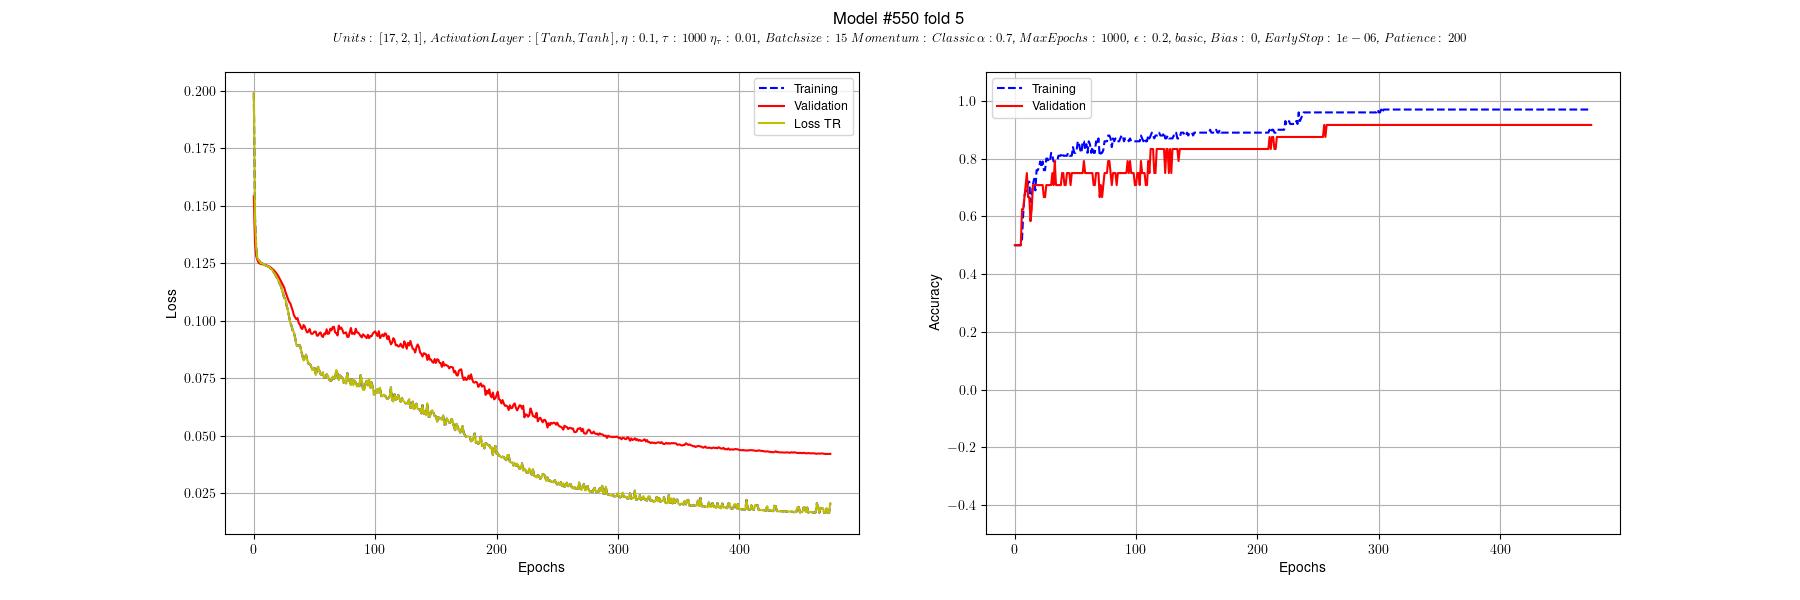 Model #550 fold 5
Units : [17, 2, 1], ActivationLayer : [Tanh, Tanh], η : 0.1, τ : 1000 η_τ : 0.01, Batchsize : 15 Momentum : Classic α : 0.7, MaxEpochs : 1000, ϵ : 0.2, basic, Bias : 0, EarlyStop : 1e − 06, Patience : 200
Loss
0.200
0.175
0.150
0.125
0.100
0.075
0.050
0.025
Training
Validation
Loss TR
0 100 200 300 400
Epochs
Accuracy
1.0
0.8
0.6
0.4
0.2
0.0
−0.2
−0.4
Training
Validation
0 100 200 300 400
Epochs